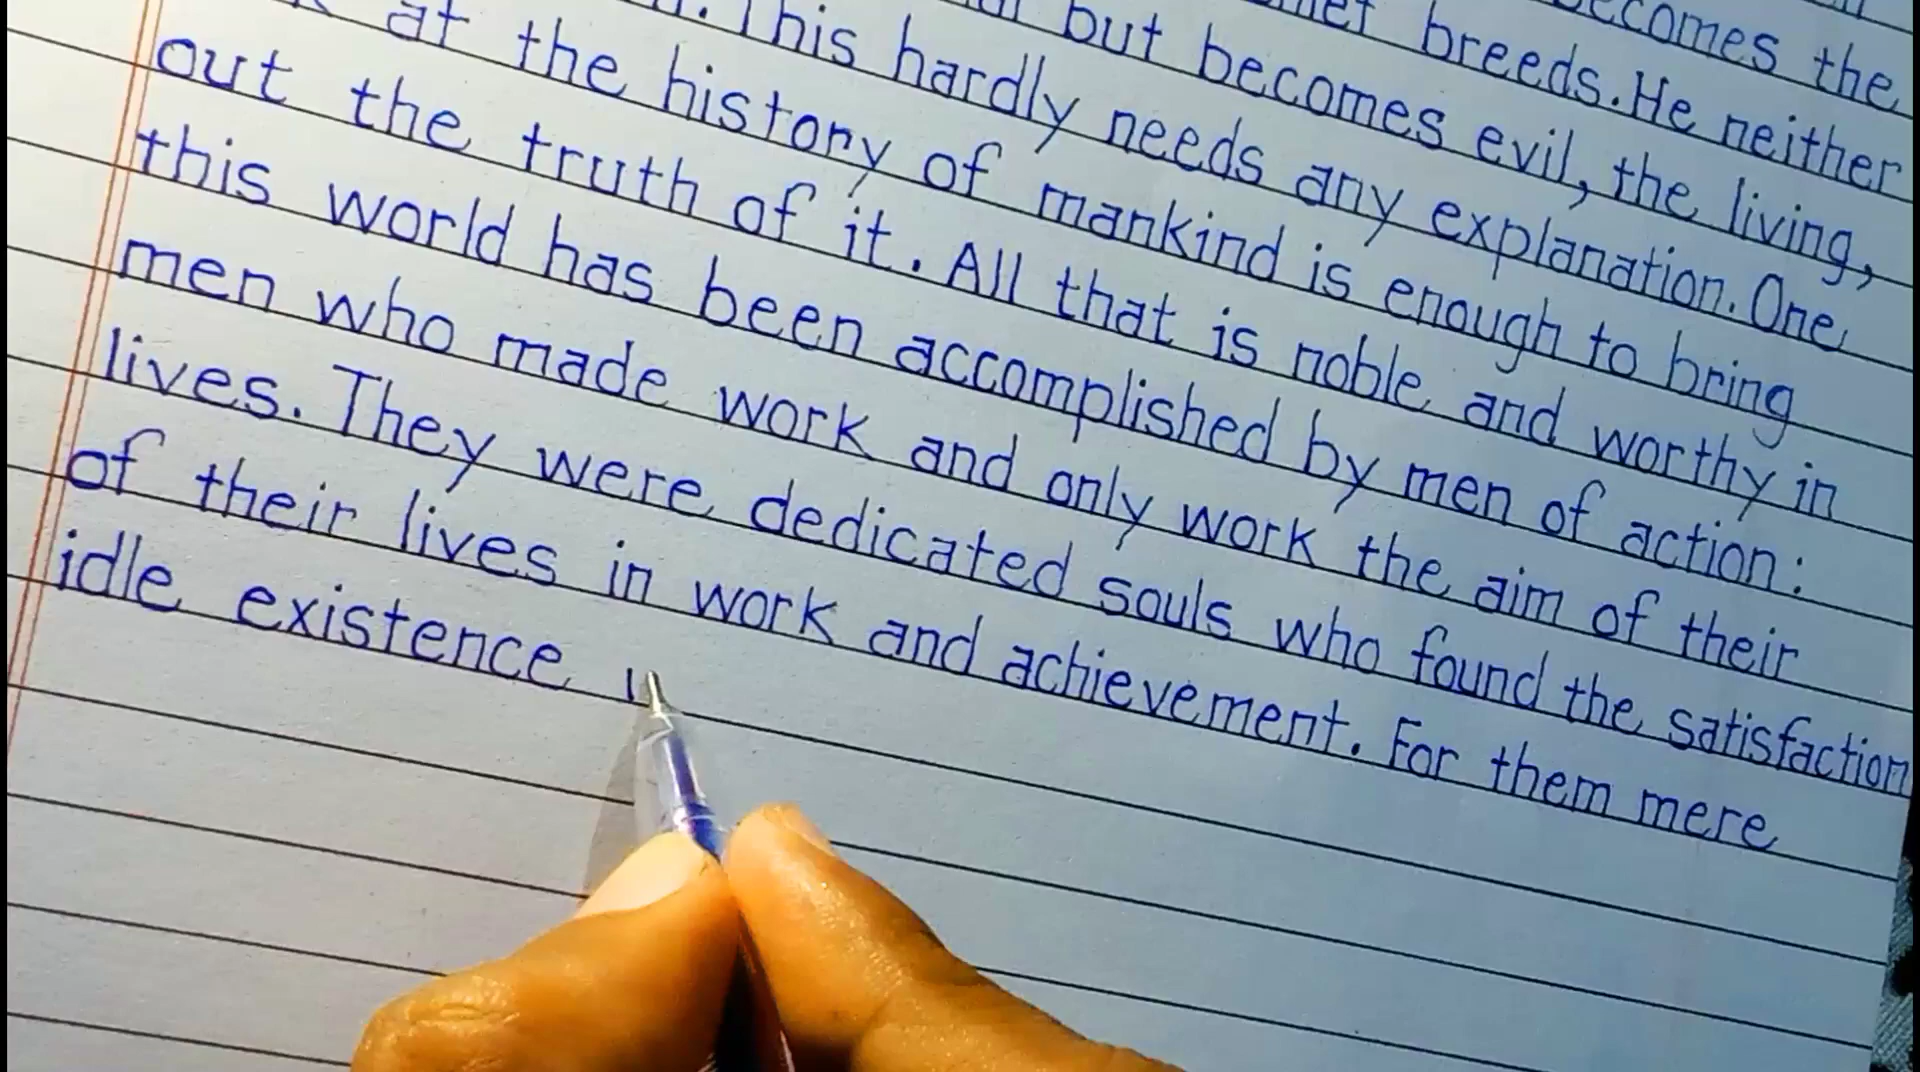 the
breeds. He neither
but becomes evil, the living,
This hardly needs any explanation. One
at the history of mankind is enough to bring
out the truth of it. All that is noble and worthy in
this world has been accomplished by men of action:
men who made work and only work the aim of their
lives. They were dedicated souls who found the satisfaction
of their lives in work and achievement. For them mere
idle existence